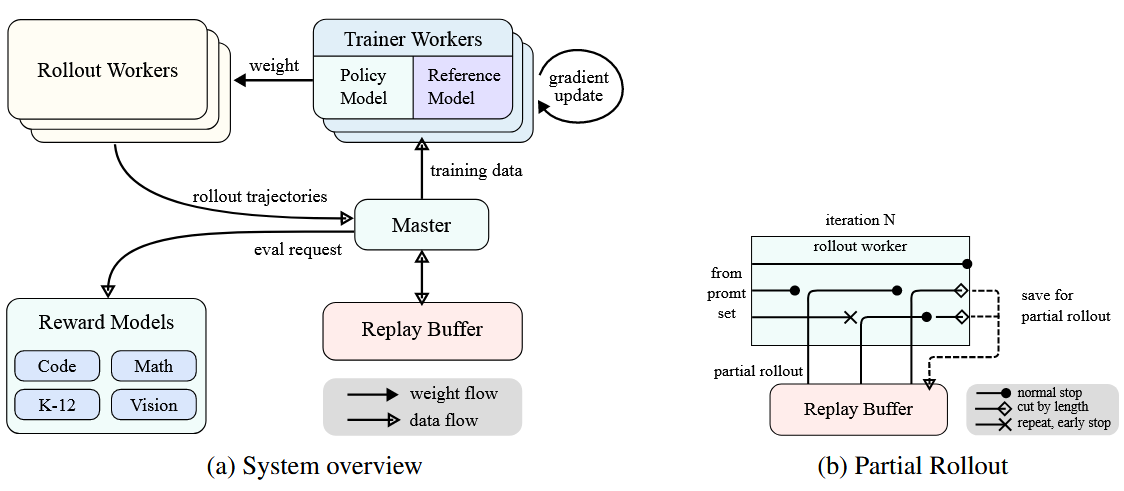 Rollout Workers
weight
Trainer Workers
Policy
Model
Reference
Model
gradient
update
training data
rollout trajectories
Master
eval request
Reward Models
Code
Math
K-12
Vision
Replay Buffer
weight flow
data flow
(a) System overview
iteration N
rollout worker
from
promt
set
save for
partial rollout
partial rollout
Replay Buffer
normal stop
cut by length
repeat, early stop
(b) Partial Rollout